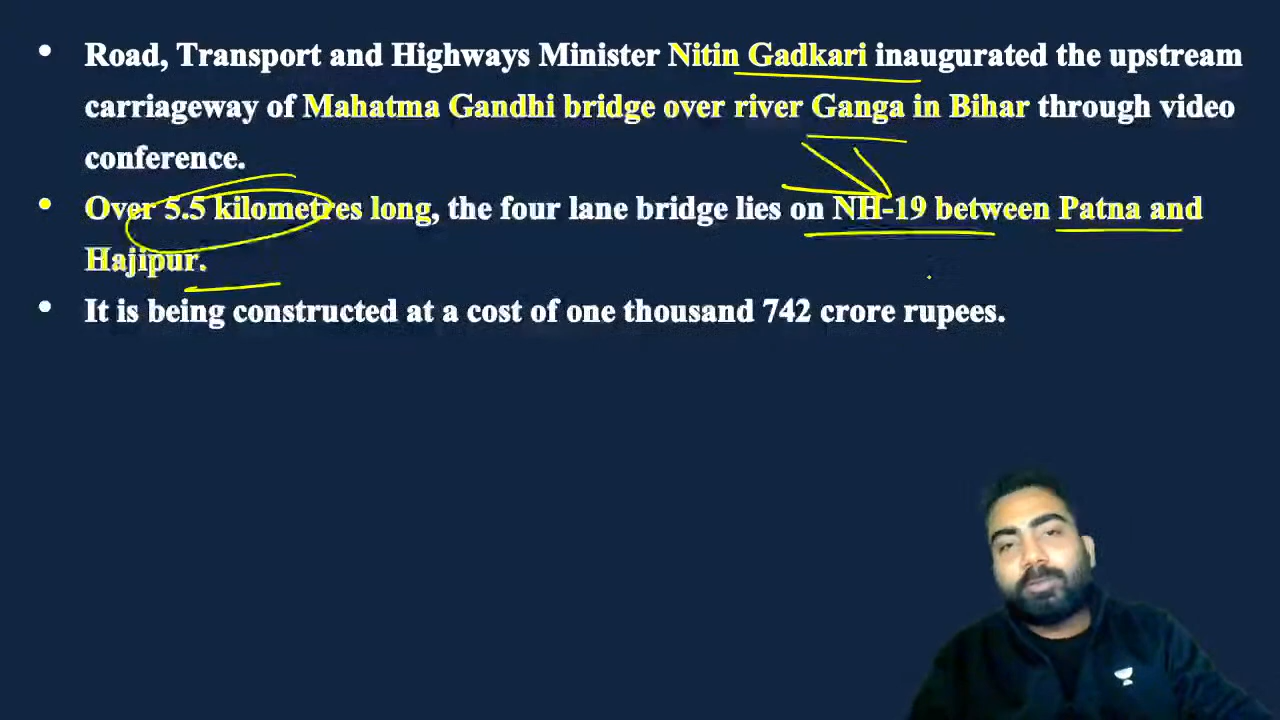 • Road, Transport and Highways Minister Nitin Gadkari inaugurated the upstream
carriageway of Mahatma Gandhi bridge over river Ganga in Bihar through video
conference.
• Over 5.5 kilometres long, the four lane bridge lies on NH-19 between Patna and
Hajipur.
• It is being constructed at a cost of one thousand 742 crore rupees.